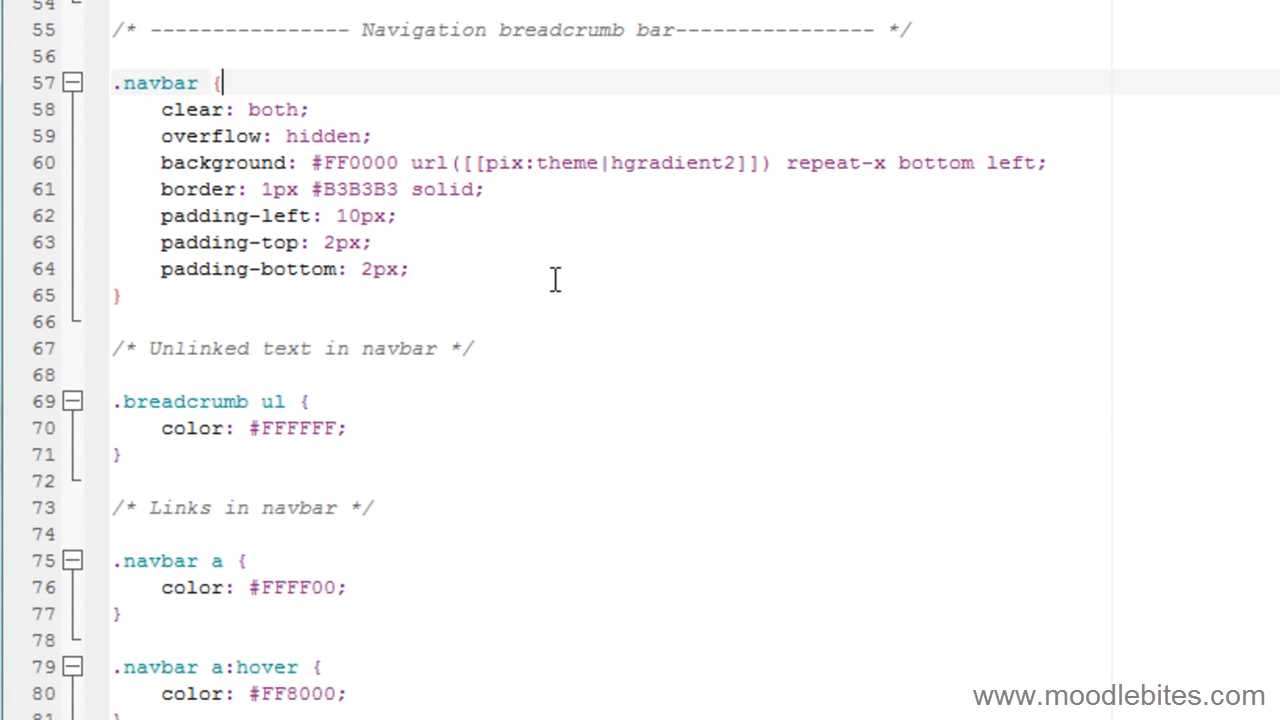 54
55 /* ---------------- Navigation breadcrumb bar---------------- */
56
57 .navbar {
58 clear: both;
59 overflow: hidden;
60 background: #FF0000 url([[pix:theme|hgradient2]]) repeat-x bottom left;
61 border: 1px #B3B3B3 solid;
62 padding-left: 10px;
63 padding-top: 2px;
64 padding-bottom: 2px;
65 }
66
67 /* Unlinked text in navbar */
68
69 .breadcrumb ul {
70 color: #FFFFFF;
71 }
72
73 /* Links in navbar */
74
75 .navbar a {
76 color: #FFFF00;
77 }
78
79 .navbar a:hover {
80 color: #FF8000;
81 }
www.moodlebites.com